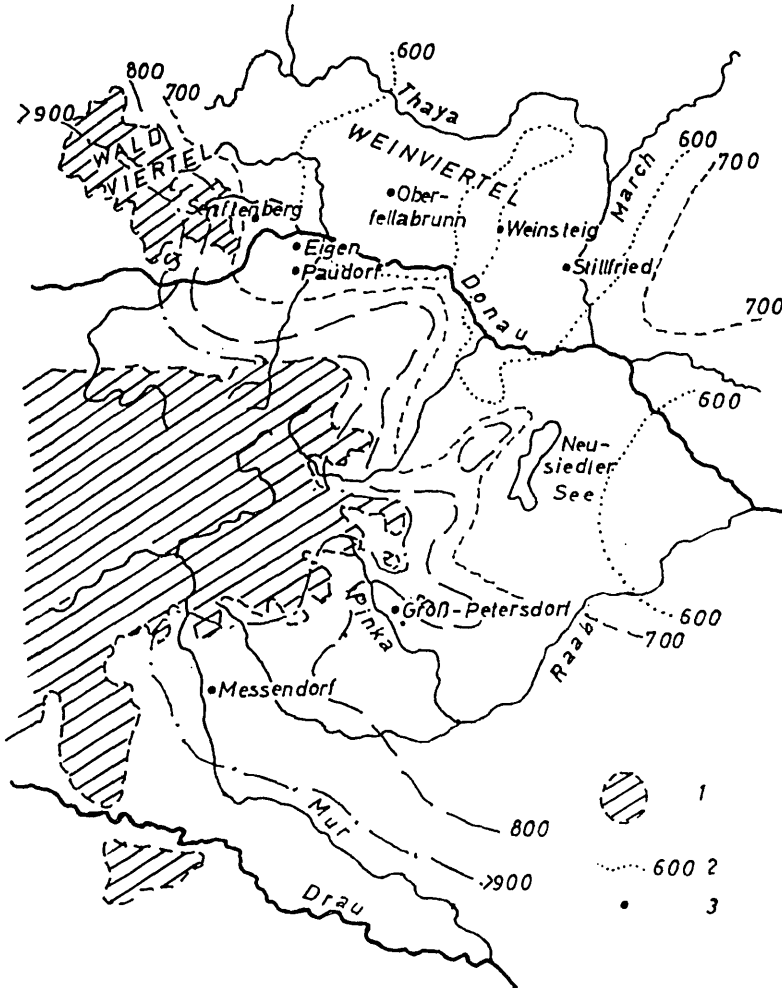 600
800
700
>900
Thaya
WALD
VIERTEL
WEINVIERTEL
600
700
March
Senftenberg
Ober-
fellabrunn
Weinsteig
Eigen
Paudorf
Stillfried
Donau
700
600
Neu-
siedler
See
Pinka
Groß-Petersdorf
600
700
Raab
Messendorf
1
Mur
800
>900
600 2
3
Drau